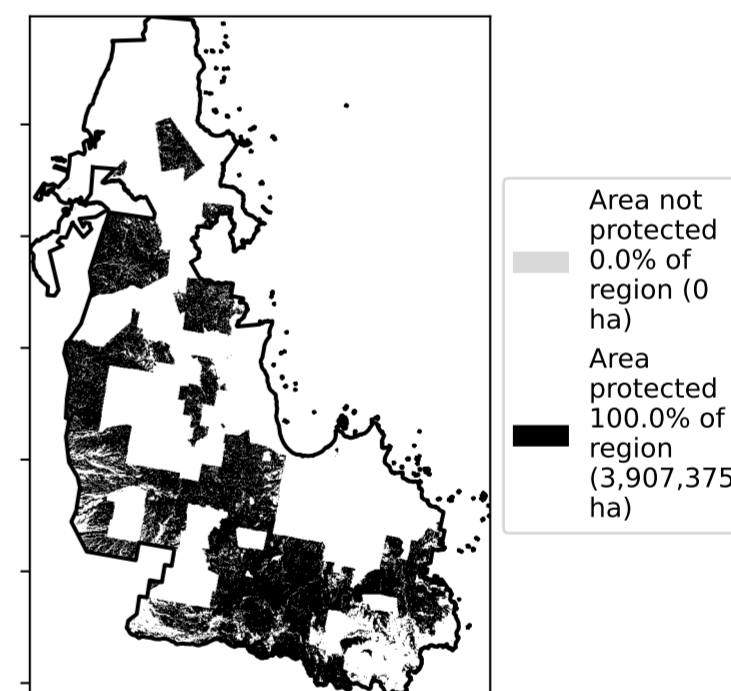 Area not
protected
0.0% of
region (0
ha)
Area
protected
100.0% of
region
(3,907,375
ha)